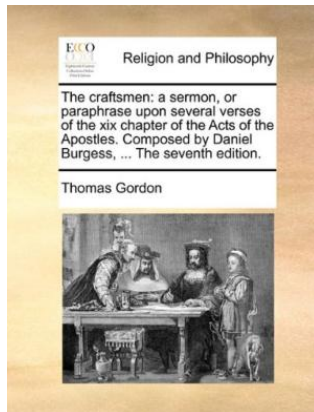 ECCO
Religion and Philosophy
The craftsmen: a sermon, or
paraphrase upon several verses
of the xix chapter of the Acts of the
Apostles. Composed by Daniel
Burgess, ... The seventh edition.
Thomas Gordon